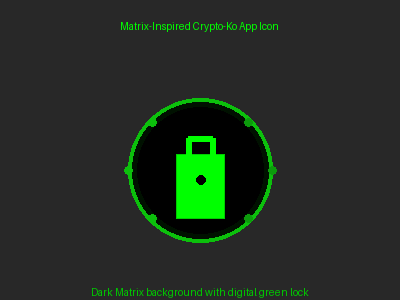 Matrix-Inspired Crypto-Ko App Icon
Dark Matrix background with digital green lock